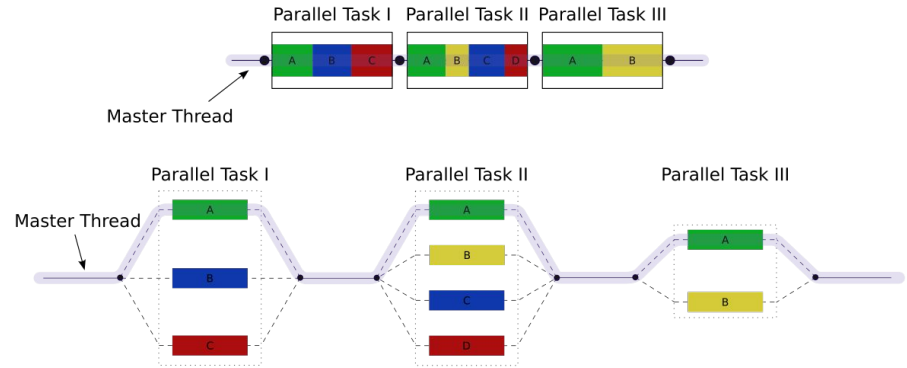 Parallel Task I Parallel Task II Parallel Task III
A B C A B C D A B
Master Thread
Parallel Task I Parallel Task II Parallel Task III
A A
Master Thread
A
B
B
C
B
C D